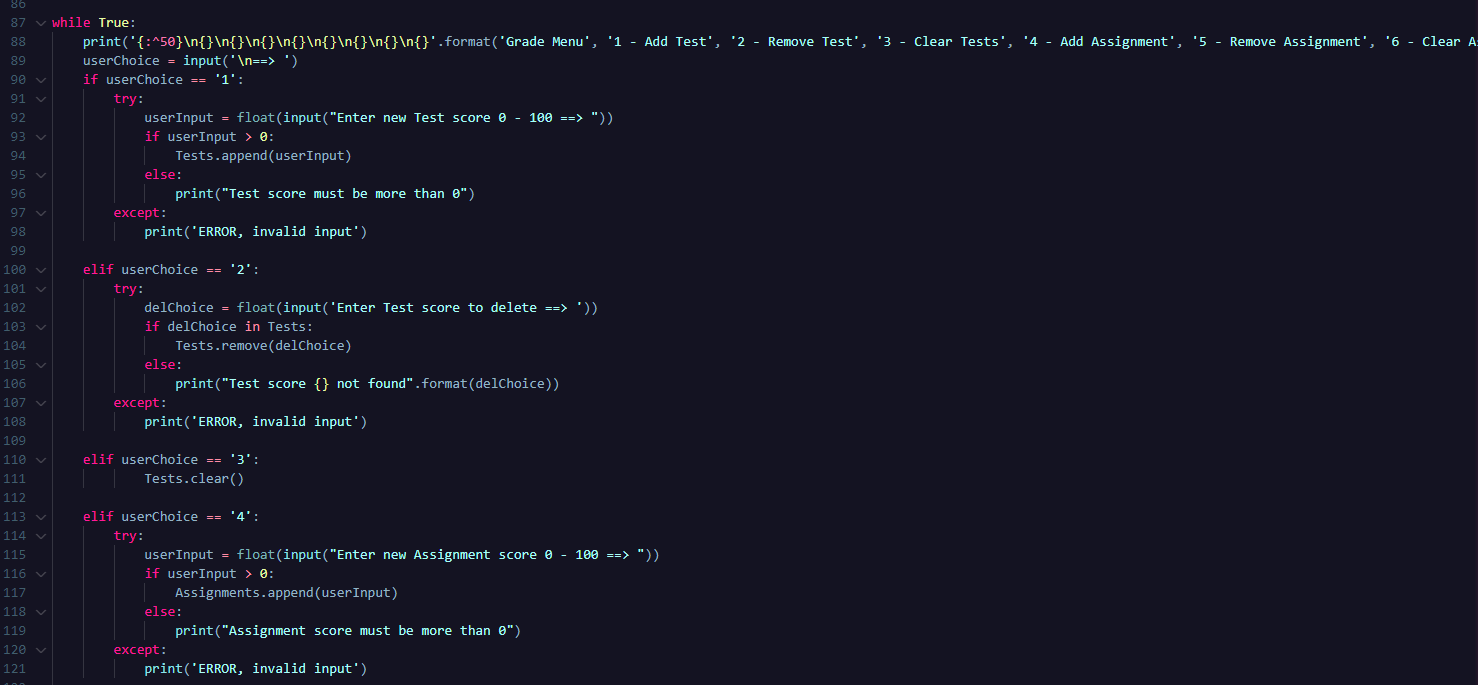 86
87 while True:
88 print('{:^50}\n{}\n{}\n{}\n{}\n{}\n{}\n{}\n{}'.format('Grade Menu', '1 - Add Test', '2 - Remove Test', '3 - Clear Tests', '4 - Add Assignment', '5 - Remove Assignment', '6 - Clear A
89 userChoice = input('\n==> ')
90 if userChoice == '1':
91 try:
92 userInput = float(input("Enter new Test score 0 - 100 ==> "))
93 if userInput > 0:
94 Tests.append(userInput)
95 else:
96 print("Test score must be more than 0")
97 except:
98 print('ERROR, invalid input')
99
100 elif userChoice == '2':
101 try:
102 delChoice = float(input('Enter Test score to delete ==> '))
103 if delChoice in Tests:
104 Tests.remove(delChoice)
105 else:
106 print("Test score {} not found".format(delChoice))
107 except:
108 print('ERROR, invalid input')
109
110 elif userChoice == '3':
111 Tests.clear()
112
113 elif userChoice == '4':
114 try:
115 userInput = float(input("Enter new Assignment score 0 - 100 ==> "))
116 if userInput > 0:
117 Assignments.append(userInput)
118 else:
119 print("Assignment score must be more than 0")
120 except:
121 print('ERROR, invalid input')